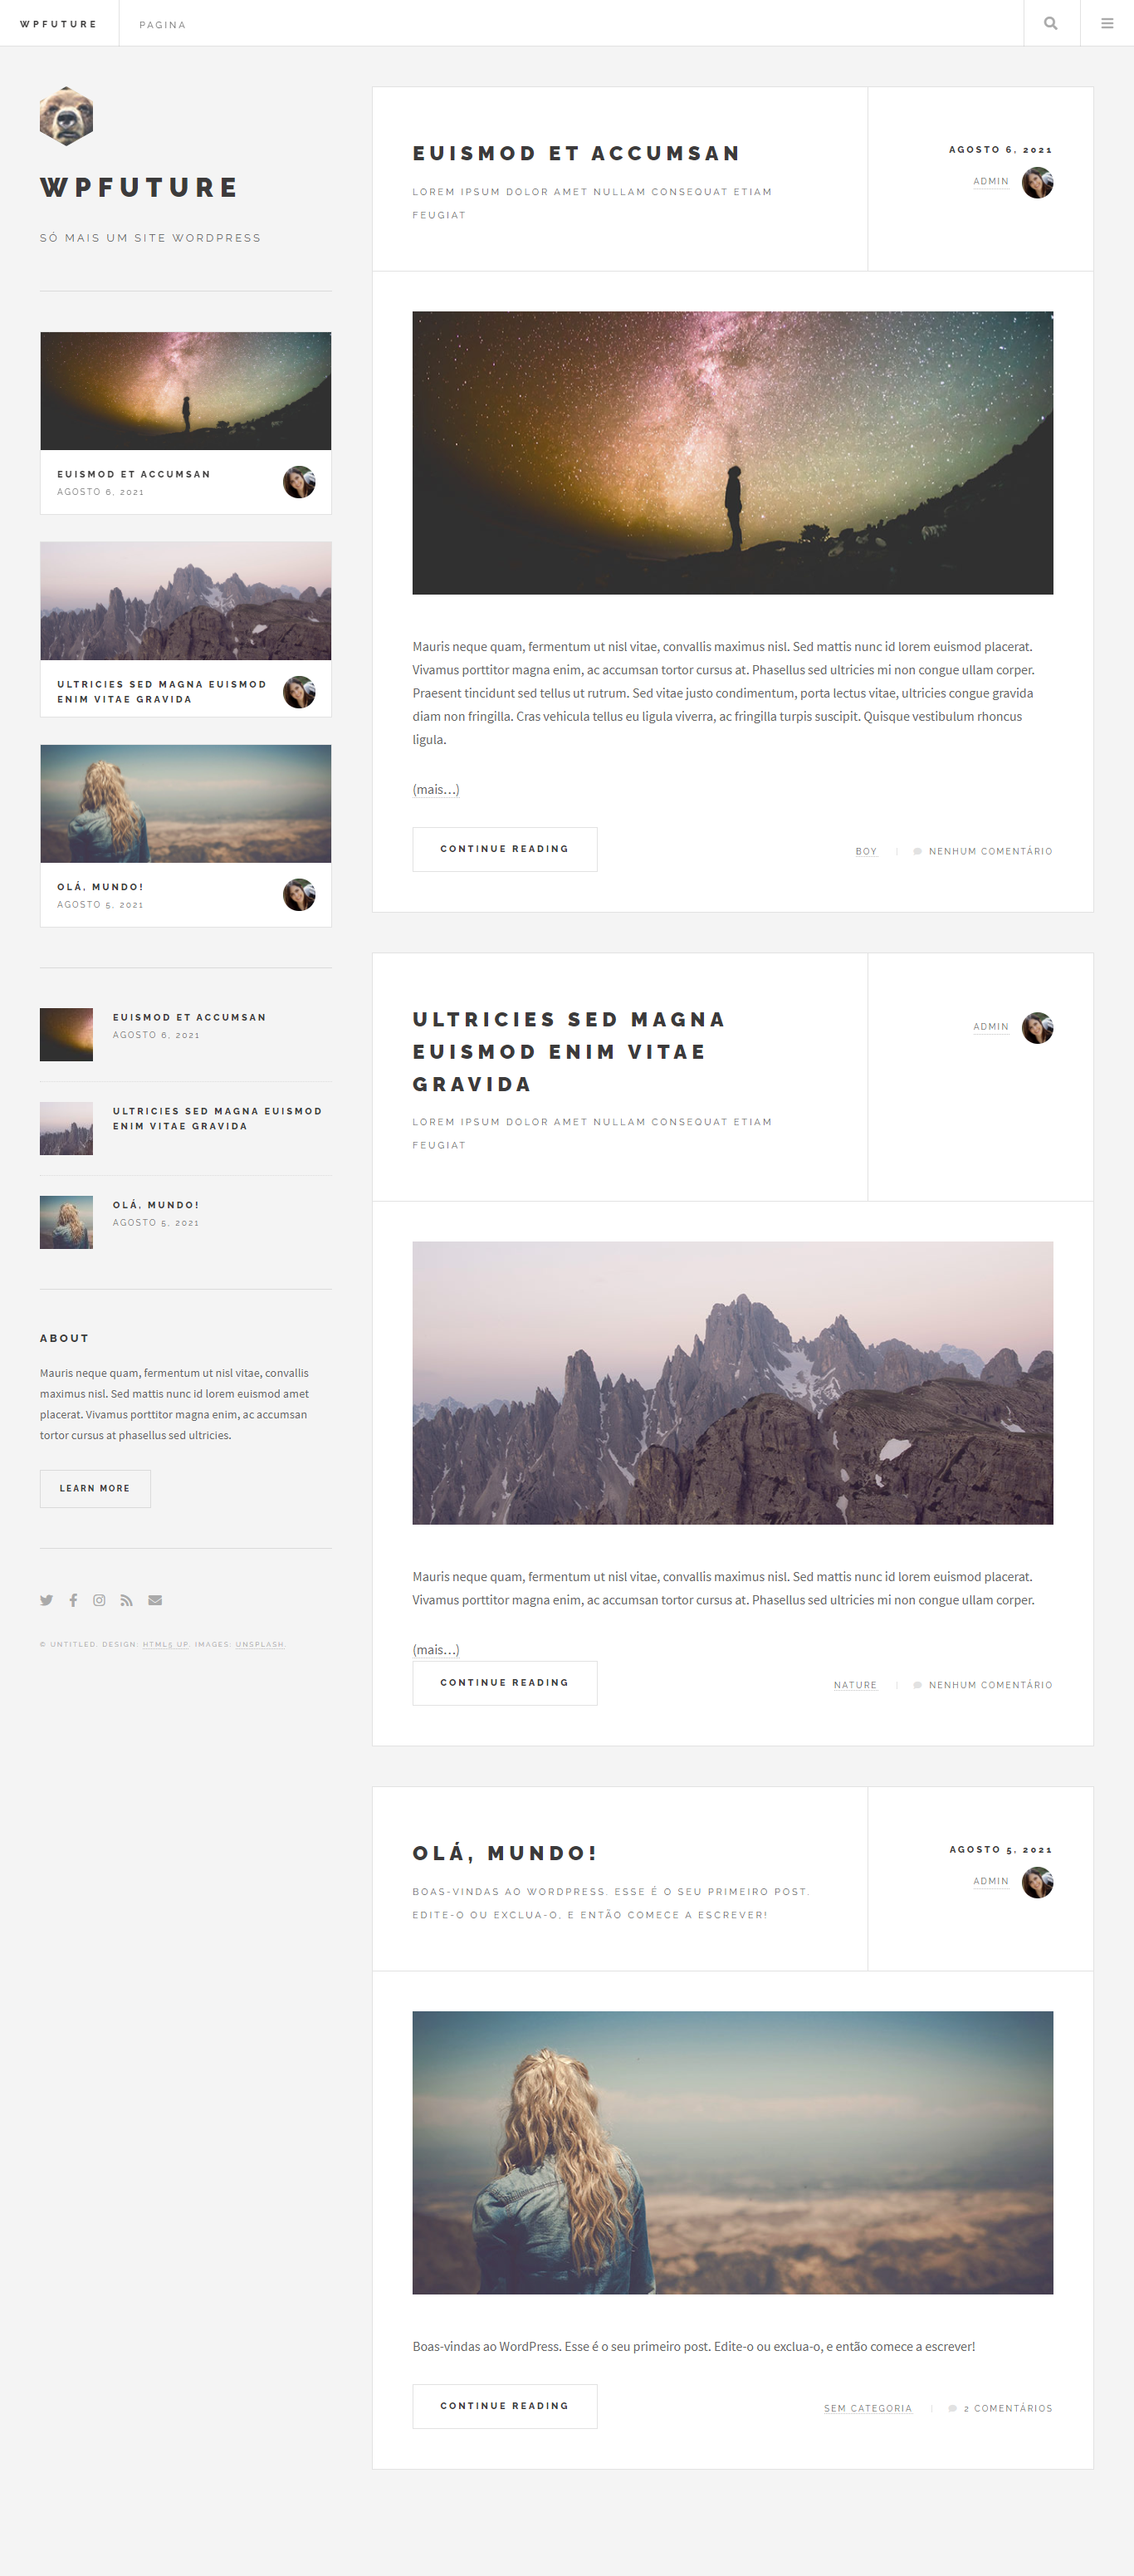 WPFUTURE
PAGINA
WPFUTURE
SÓ MAIS UM SITE WORDPRESS
EUISMOD ET ACCUMSAN
AGOSTO 6, 2021
ULTRICIES SED MAGNA EUISMOD
ENIM VITAE GRAVIDA
OLÁ, MUNDO!
AGOSTO 5, 2021
EUISMOD ET ACCUMSAN
AGOSTO 6, 2021
ULTRICIES SED MAGNA EUISMOD
ENIM VITAE GRAVIDA
OLÁ, MUNDO!
AGOSTO 5, 2021
ABOUT
Mauris neque quam, fermentum ut nisl vitae, convallis
maximus nisl. Sed mattis nunc id lorem euismod amet
placerat. Vivamus porttitor magna enim, ac accumsan
tortor cursus at phasellus sed ultricies.
LEARN MORE
© UNTITLED. DESIGN: HTML5 UP. IMAGES: UNSPLASH.
EUISMOD ET ACCUMSAN
LOREM IPSUM DOLOR AMET NULLAM CONSEQUAT ETIAM
FEUGIAT
AGOSTO 6, 2021
ADMIN
Mauris neque quam, fermentum ut nisl vitae, convallis maximus nisl. Sed mattis nunc id lorem euismod placerat.
Vivamus porttitor magna enim, ac accumsan tortor cursus at. Phasellus sed ultricies mi non congue ullam corper.
Praesent tincidunt sed tellus ut rutrum. Sed vitae justo condimentum, porta lectus vitae, ultricies congue gravida
diam non fringilla. Cras vehicula tellus eu ligula viverra, ac fringilla turpis suscipit. Quisque vestibulum rhoncus
ligula.
(mais…)
CONTINUE READING
BOY
NENHUM COMENTÁRIO
ULTRICIES SED MAGNA
EUISMOD ENIM VITAE
GRAVIDA
LOREM IPSUM DOLOR AMET NULLAM CONSEQUAT ETIAM
FEUGIAT
ADMIN
Mauris neque quam, fermentum ut nisl vitae, convallis maximus nisl. Sed mattis nunc id lorem euismod placerat.
Vivamus porttitor magna enim, ac accumsan tortor cursus at. Phasellus sed ultricies mi non congue ullam corper.
(mais…)
CONTINUE READING
NATURE
NENHUM COMENTÁRIO
OLÁ, MUNDO!
BOAS-VINDAS AO WORDPRESS. ESSE É O SEU PRIMEIRO POST.
EDITE-O OU EXCLUA-O, E ENTÃO COMECE A ESCREVER!
AGOSTO 5, 2021
ADMIN
Boas-vindas ao WordPress. Esse é o seu primeiro post. Edite-o ou exclua-o, e então comece a escrever!
CONTINUE READING
SEM CATEGORIA
2 COMENTÁRIOS